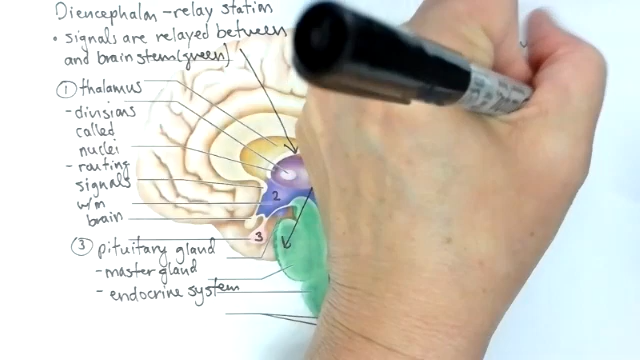 Diencephalon - relay station
• signals are relayed between
and brain stem (green)
① thalamus
- divisions
called
nuclei
- routing
signals
w/in
brain
2
3
③ pituitary gland
- master gland
- endocrine system